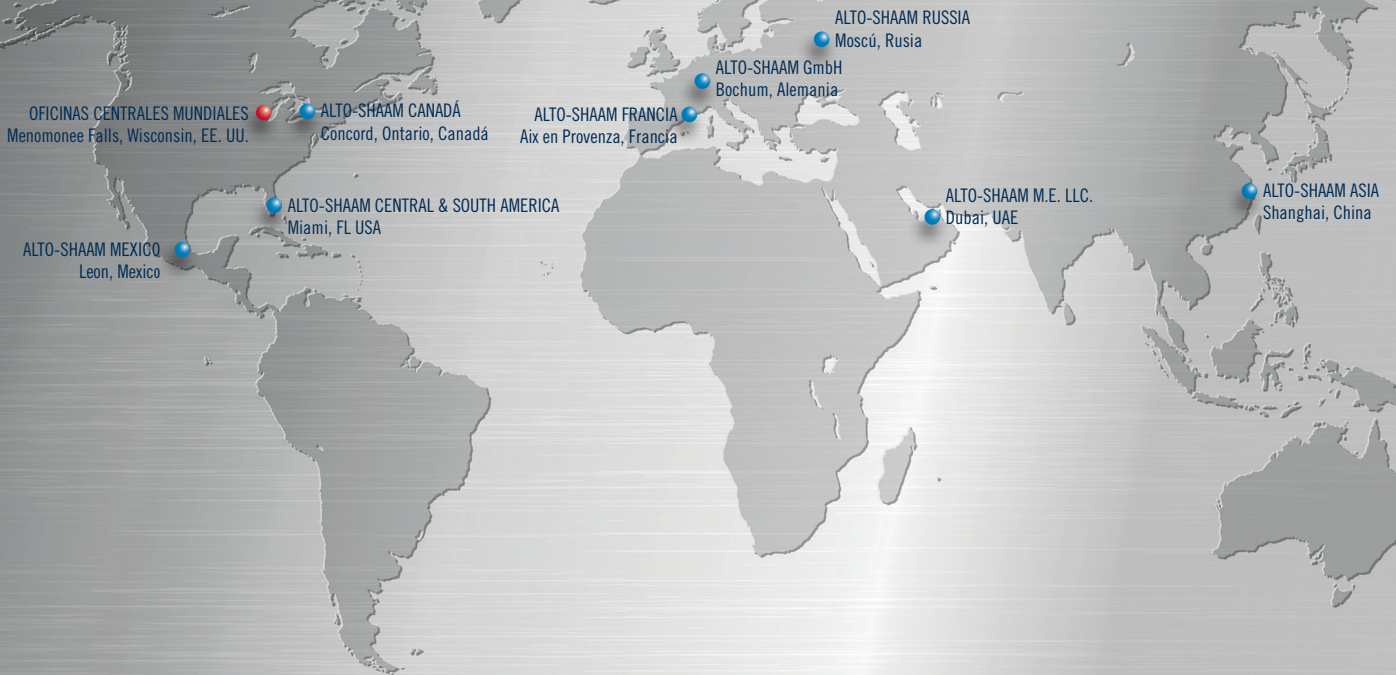 ALTO-SHAAM RUSSIA
Moscú, Rusia
ALTO-SHAAM GmbH
Bochum, Alemania
OFICINAS CENTRALES MUNDIALES
Menomonee Falls, Wisconsin, EE. UU.
ALTO-SHAAM CANADÁ
Concord, Ontario, Canadá
ALTO-SHAAM FRANCIA
Aix en Provenza, Francia
ALTO-SHAAM CENTRAL & SOUTH AMERICA
Miami, FL USA
ALTO-SHAAM M.E. LLC.
Dubai, UAE
ALTO-SHAAM ASIA
Shanghai, China
ALTO-SHAAM MEXICO
Leon, Mexico